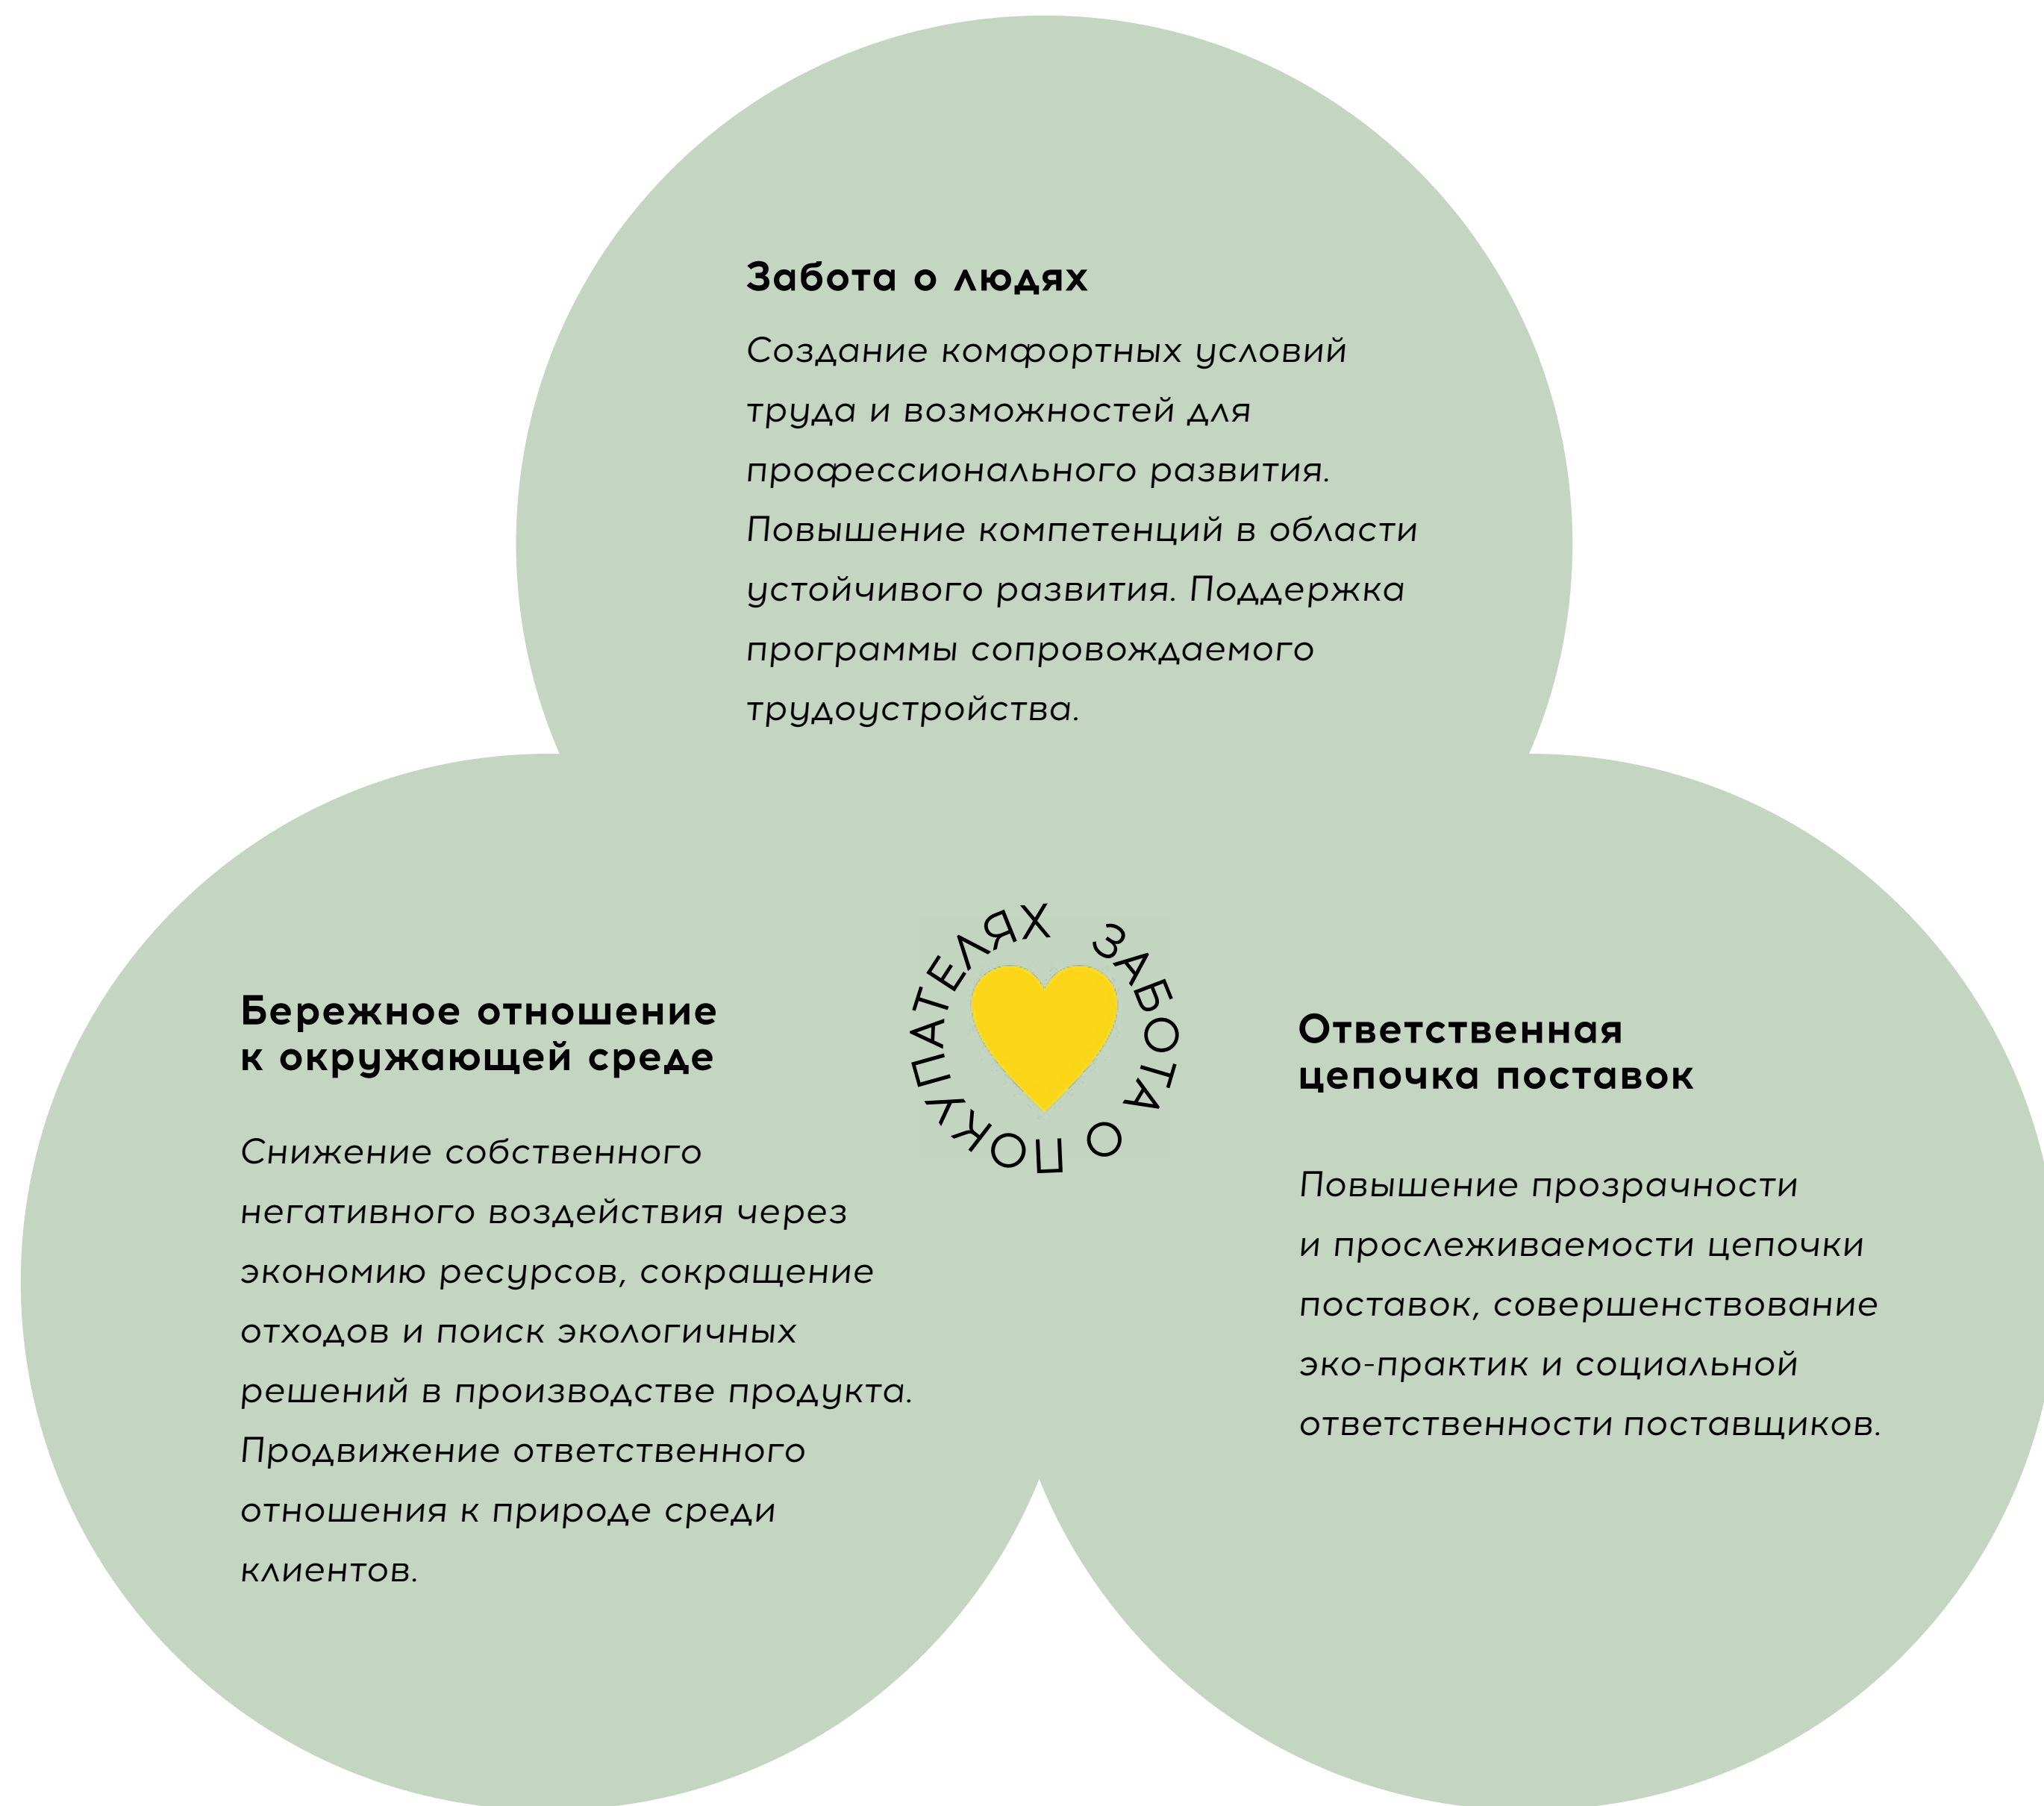 Забота о людях
Создание комфортных условий
труда и возможностей для
профессионального развития.
Повышение компетенций в области
устойчивого развития. Поддержка
программы сопровождаемого
трудоустройства.
ЗАБОТА О ПОКУПАТЕЛЯХ
Бережное отношение
к окружающей среде
Снижение собственного
негативного воздействия через
экономию ресурсов, сокращение
отходов и поиск экологичных
решений в производстве продукта.
Продвижение ответственного
отношения к природе среди
клиентов.
Ответственная
цепочка поставок
Повышение прозрачности
и прослеживаемости цепочки
поставок, совершенствование
эко-практик и социальной
ответственности поставщиков.